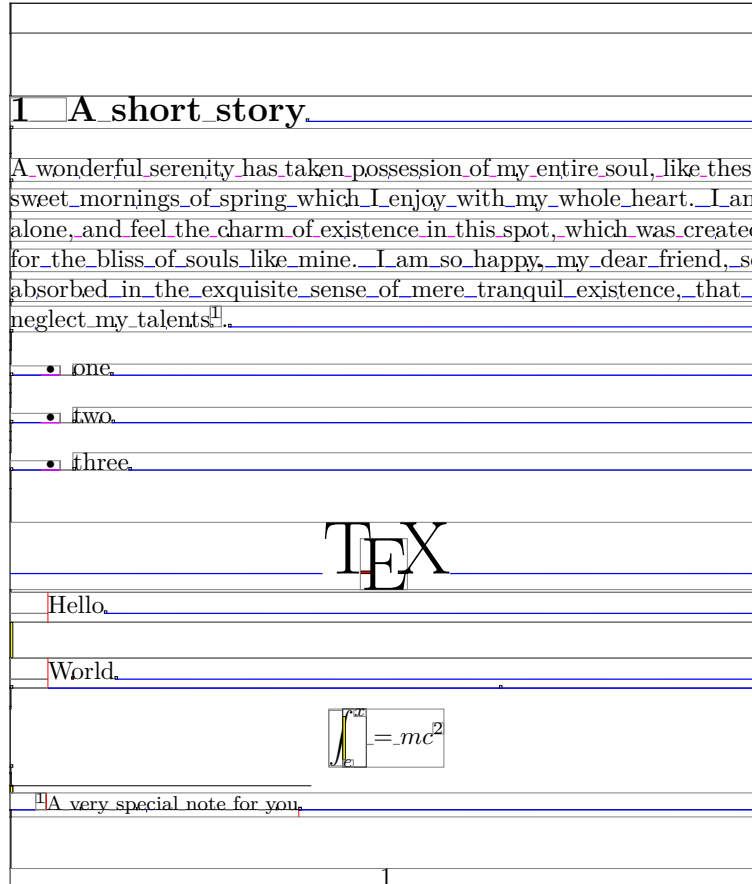 1 A short story
A wonderful serenity has taken possession of my entire soul, like thes
sweet mornings of spring which I enjoy with my whole heart. I am
alone, and feel the charm of existence in this spot, which was created
for the bliss of souls like mine. I am so happy, my dear friend, so
absorbed in the exquisite sense of mere tranquil existence, that
neglect my talents¹.
• one
• two
• three
TEX
Hello
World
∫ₑˣ = mc²
¹A very special note for you
1